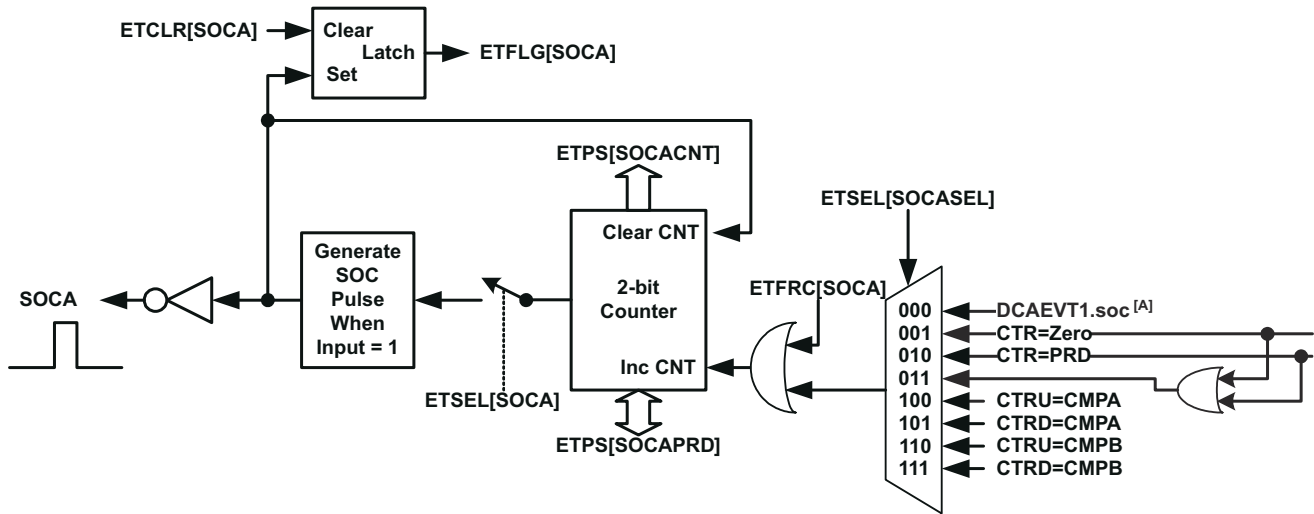 ETCLR[SOCA]
Clear
Latch
Set
ETFLG[SOCA]
ETPS[SOCACNT]
ETSEL[SOCASEL]
Clear CNT
2-bit
Counter
Inc CNT
ETFRC[SOCA]
Generate
SOC
Pulse
When
Input = 1
SOCA
ETSEL[SOCA]
ETPS[SOCAPRD]
000 DCAEVT1.soc [A]
001 CTR=Zero
010 CTR=PRD
011
100 CTRU=CMPA
101 CTRD=CMPA
110 CTRU=CMPB
111 CTRD=CMPB